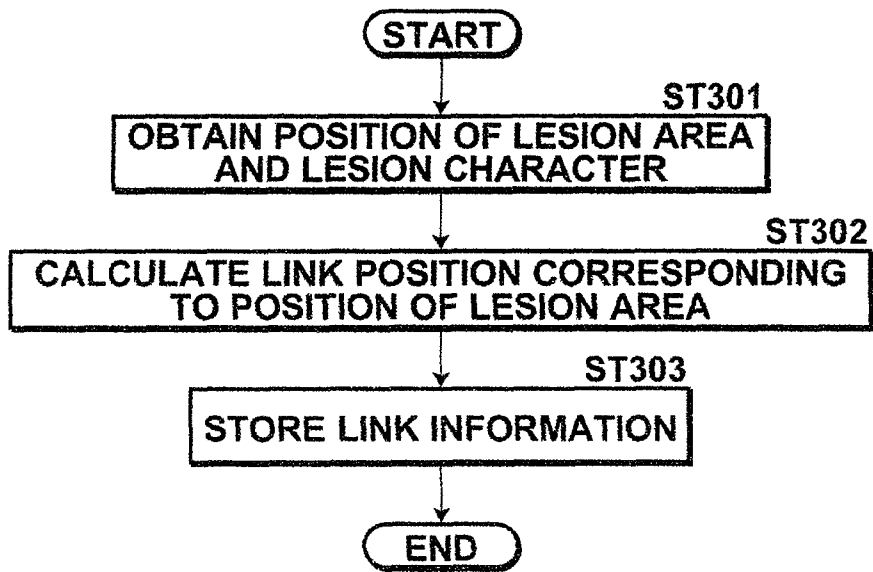 START
ST301
OBTAIN POSITION OF LESION AREA
AND LESION CHARACTER
ST302
CALCULATE LINK POSITION CORRESPONDING
TO POSITION OF LESION AREA
ST303
STORE LINK INFORMATION
END